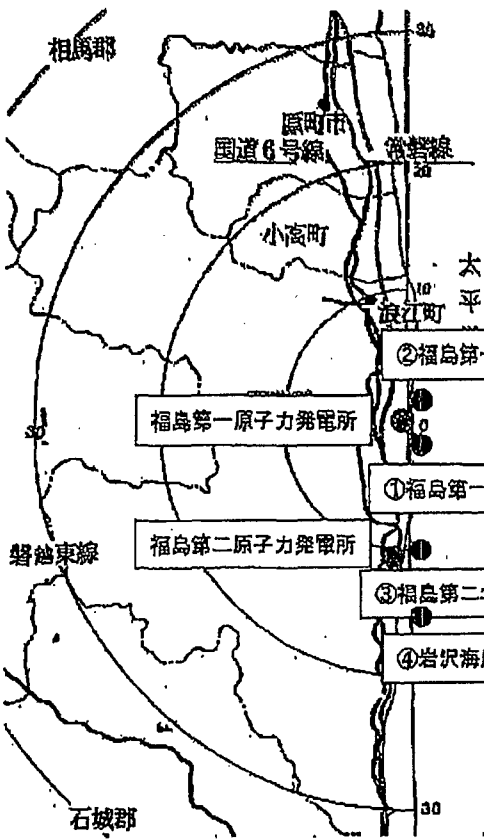 相馬郡
30
原町市
国道6号線
常磐線
20
小高町
太平
10
浪江町
②福島第一
福島第一原子力発電所
0
30
①福島第一
福島第二原子力発電所
磐越東線
③福島第二
④岩沢海
30
石城郡